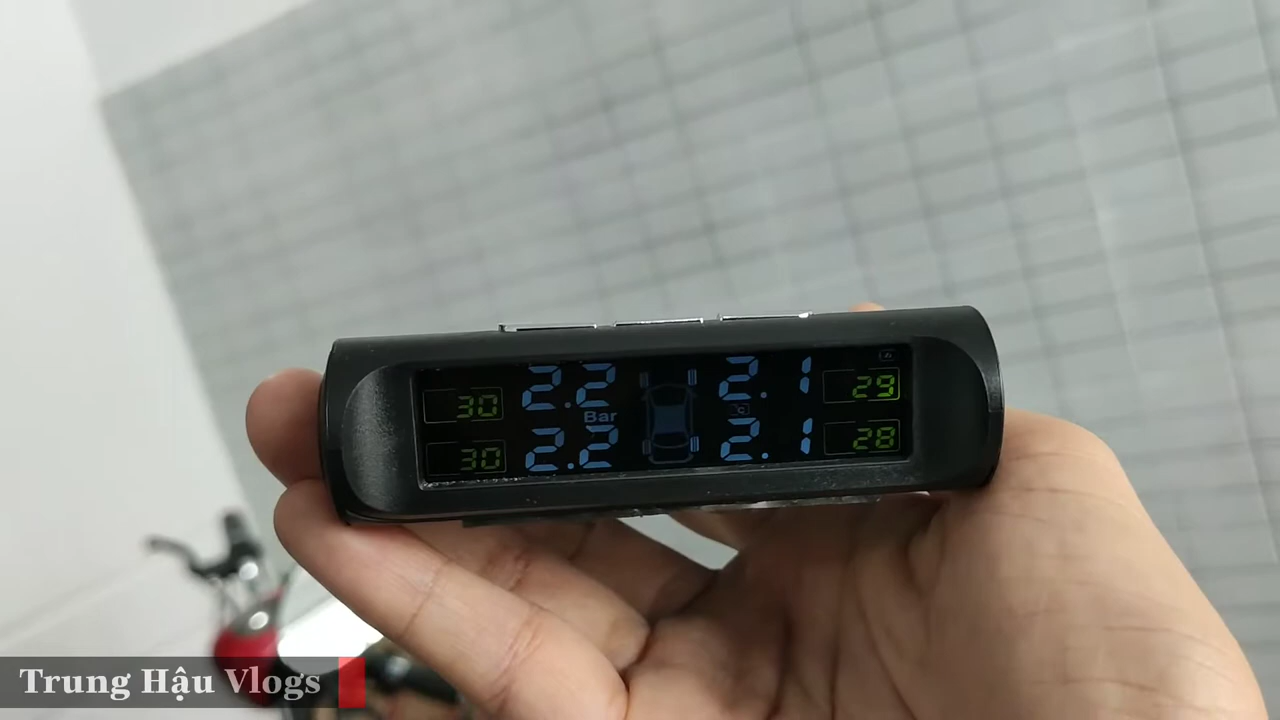 30 2.2 2.1 29
Bar °C
30 2.2 2.1 28
Trung Hậu Vlogs